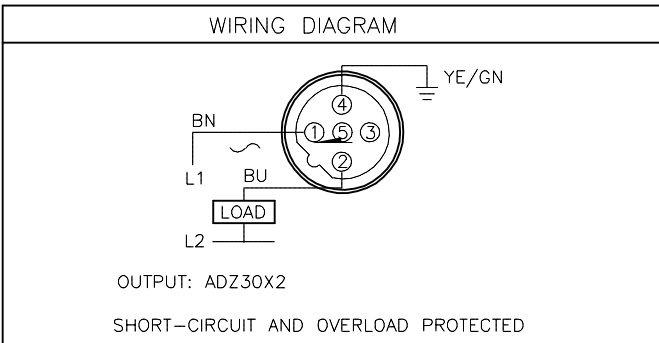 WIRING DIAGRAM
YE/GN
4
BN
1 5 3
2
L1
BU
LOAD
L2
OUTPUT: ADZ30X2
SHORT-CIRCUIT AND OVERLOAD PROTECTED